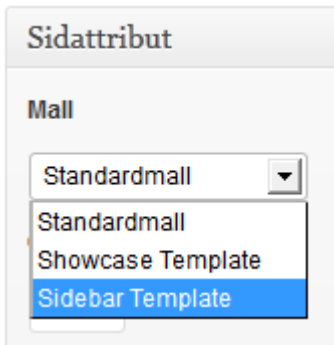 Sidattribut
Mall
Standardmall
Standardmall
Showcase Template
Sidebar Template